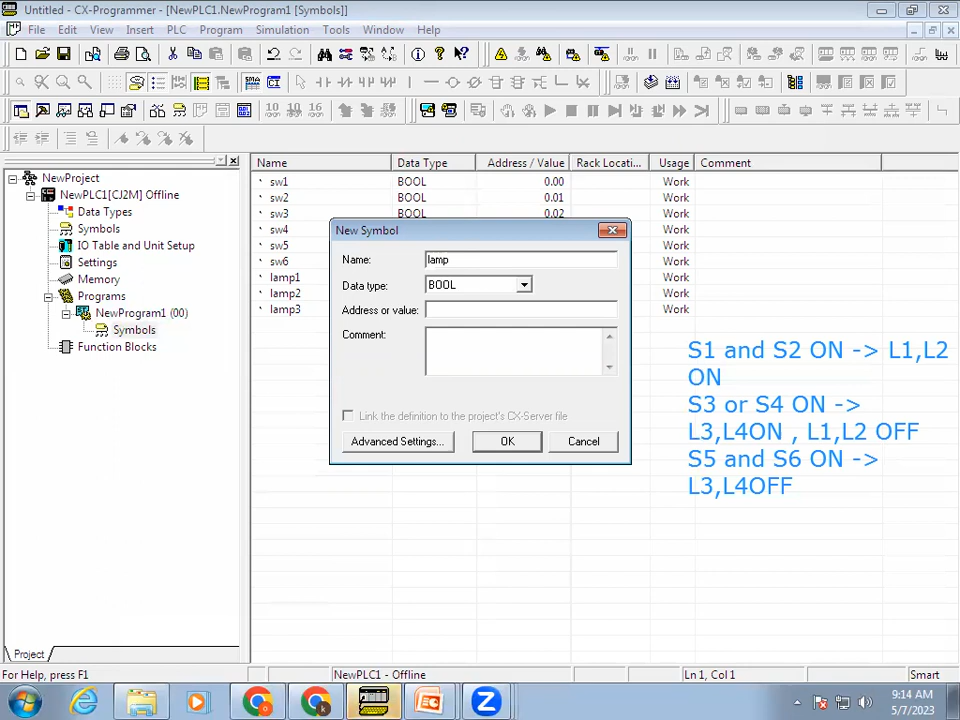 Untitled - CX-Programmer - [NewPLC1.NewProgram1 [Symbols]]
File Edit View Insert PLC Program Simulation Tools Window Help
10 10 16
Name Data Type Address / Value Rack Locati... Usage Comment
sw1 BOOL 0.00 Work
sw2 BOOL 0.01 Work
sw3 BOOL 0.02 Work
sw4 Work
sw5 Work
sw6 Work
lamp1 Work
lamp2 Work
lamp3 Work
NewProject
NewPLC1[CJ2M] Offline
Data Types
Symbols
IO Table and Unit Setup
Settings
Memory
Programs
NewProgram1 (00)
Symbols
Function Blocks
Project
New Symbol
Name: lamp
Data type: BOOL
Address or value:
Comment:
Link the definition to the project's CX-Server file
Advanced Settings... OK Cancel
S1 and S2 ON -> L1,L2
ON
S3 or S4 ON ->
L3,L4ON , L1,L2 OFF
S5 and S6 ON ->
L3,L4OFF
For Help, press F1
NewPLC1 - Offline
Ln 1, Col 1
Smart
9:14 AM
5/7/2023